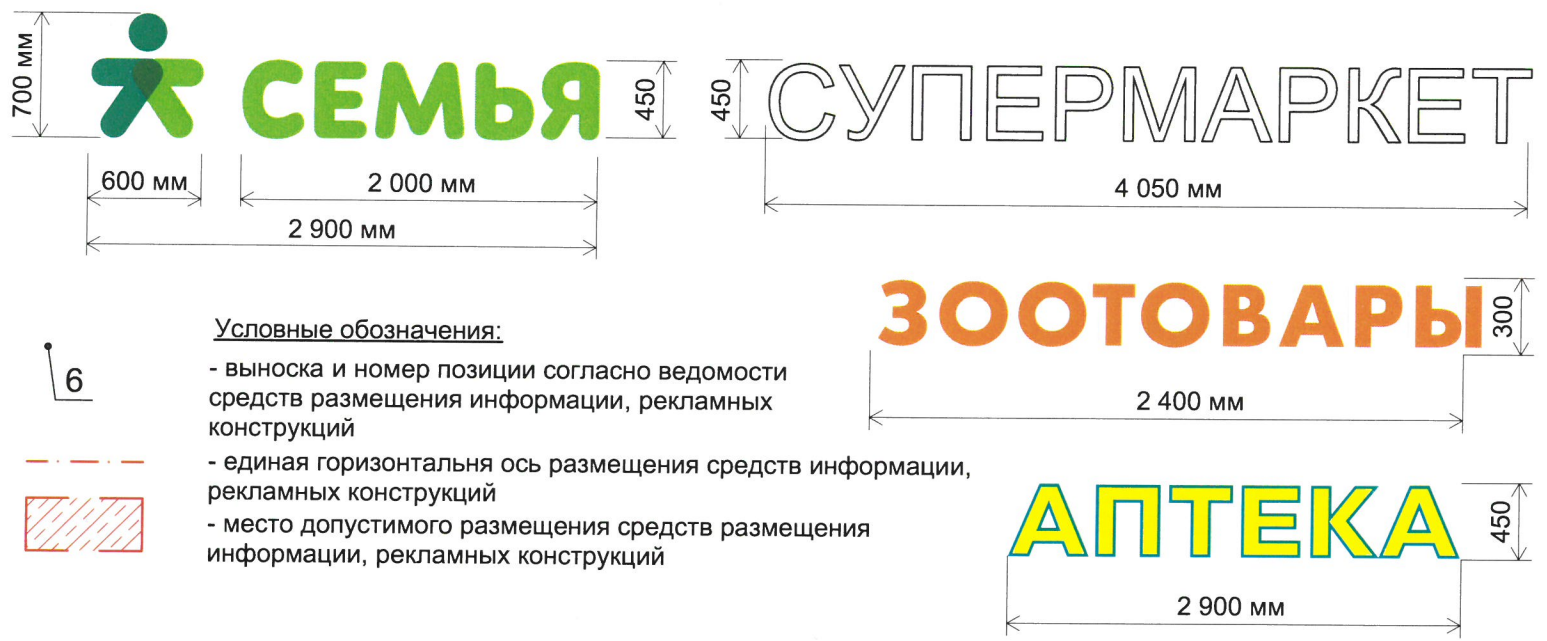 700 мм
СЕМЬЯ
450
600 мм
2 000 мм
2 900 мм
450
СУПЕРМАРКЕТ
4 050 мм
ЗООТОВАРЫ
300
2 400 мм
Условные обозначения:
6
- выноска и номер позиции согласно ведомости
средств размещения информации, рекламных
конструкций
- единая горизонтальня ось размещения средств информации,
рекламных конструкций
- место допустимого размещения средств размещения
информации, рекламных конструкций
АПТЕКА
450
2 900 мм